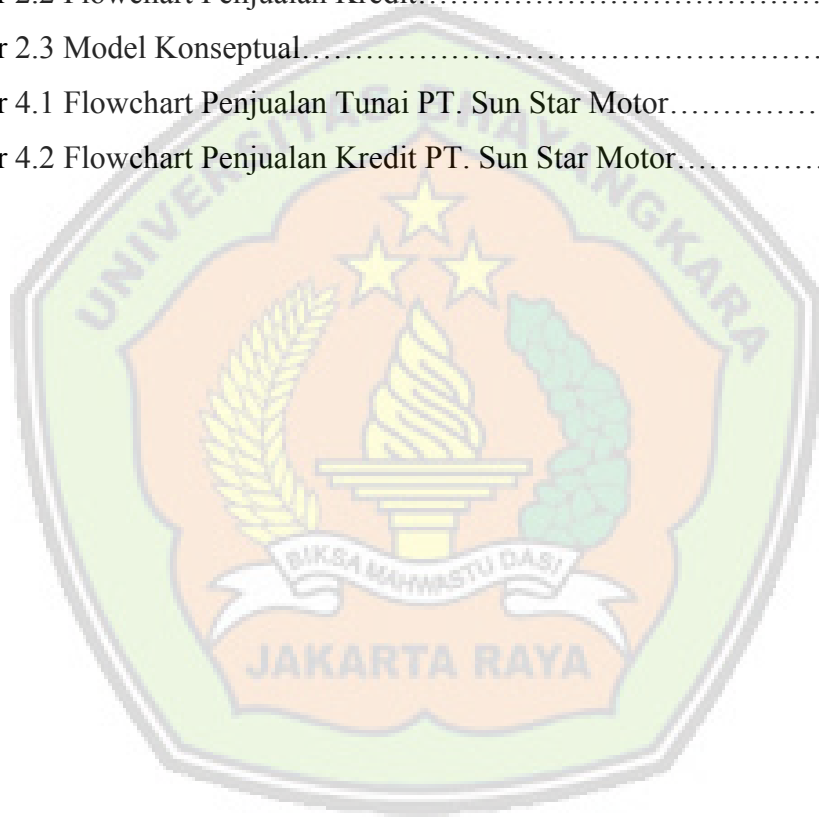 r 2.2 Flowchart Penjualan Kredit……………………………………
r 2.3 Model Konseptual……………………………………………………
r 4.1 Flowchart Penjualan Tunai PT. Sun Star Motor……………
r 4.2 Flowchart Penjualan Kredit PT. Sun Star Motor……………
UNIVERSITAS BHAYANGKARA
BIKSA MAHWASTU DASI
JAKARTA RAYA